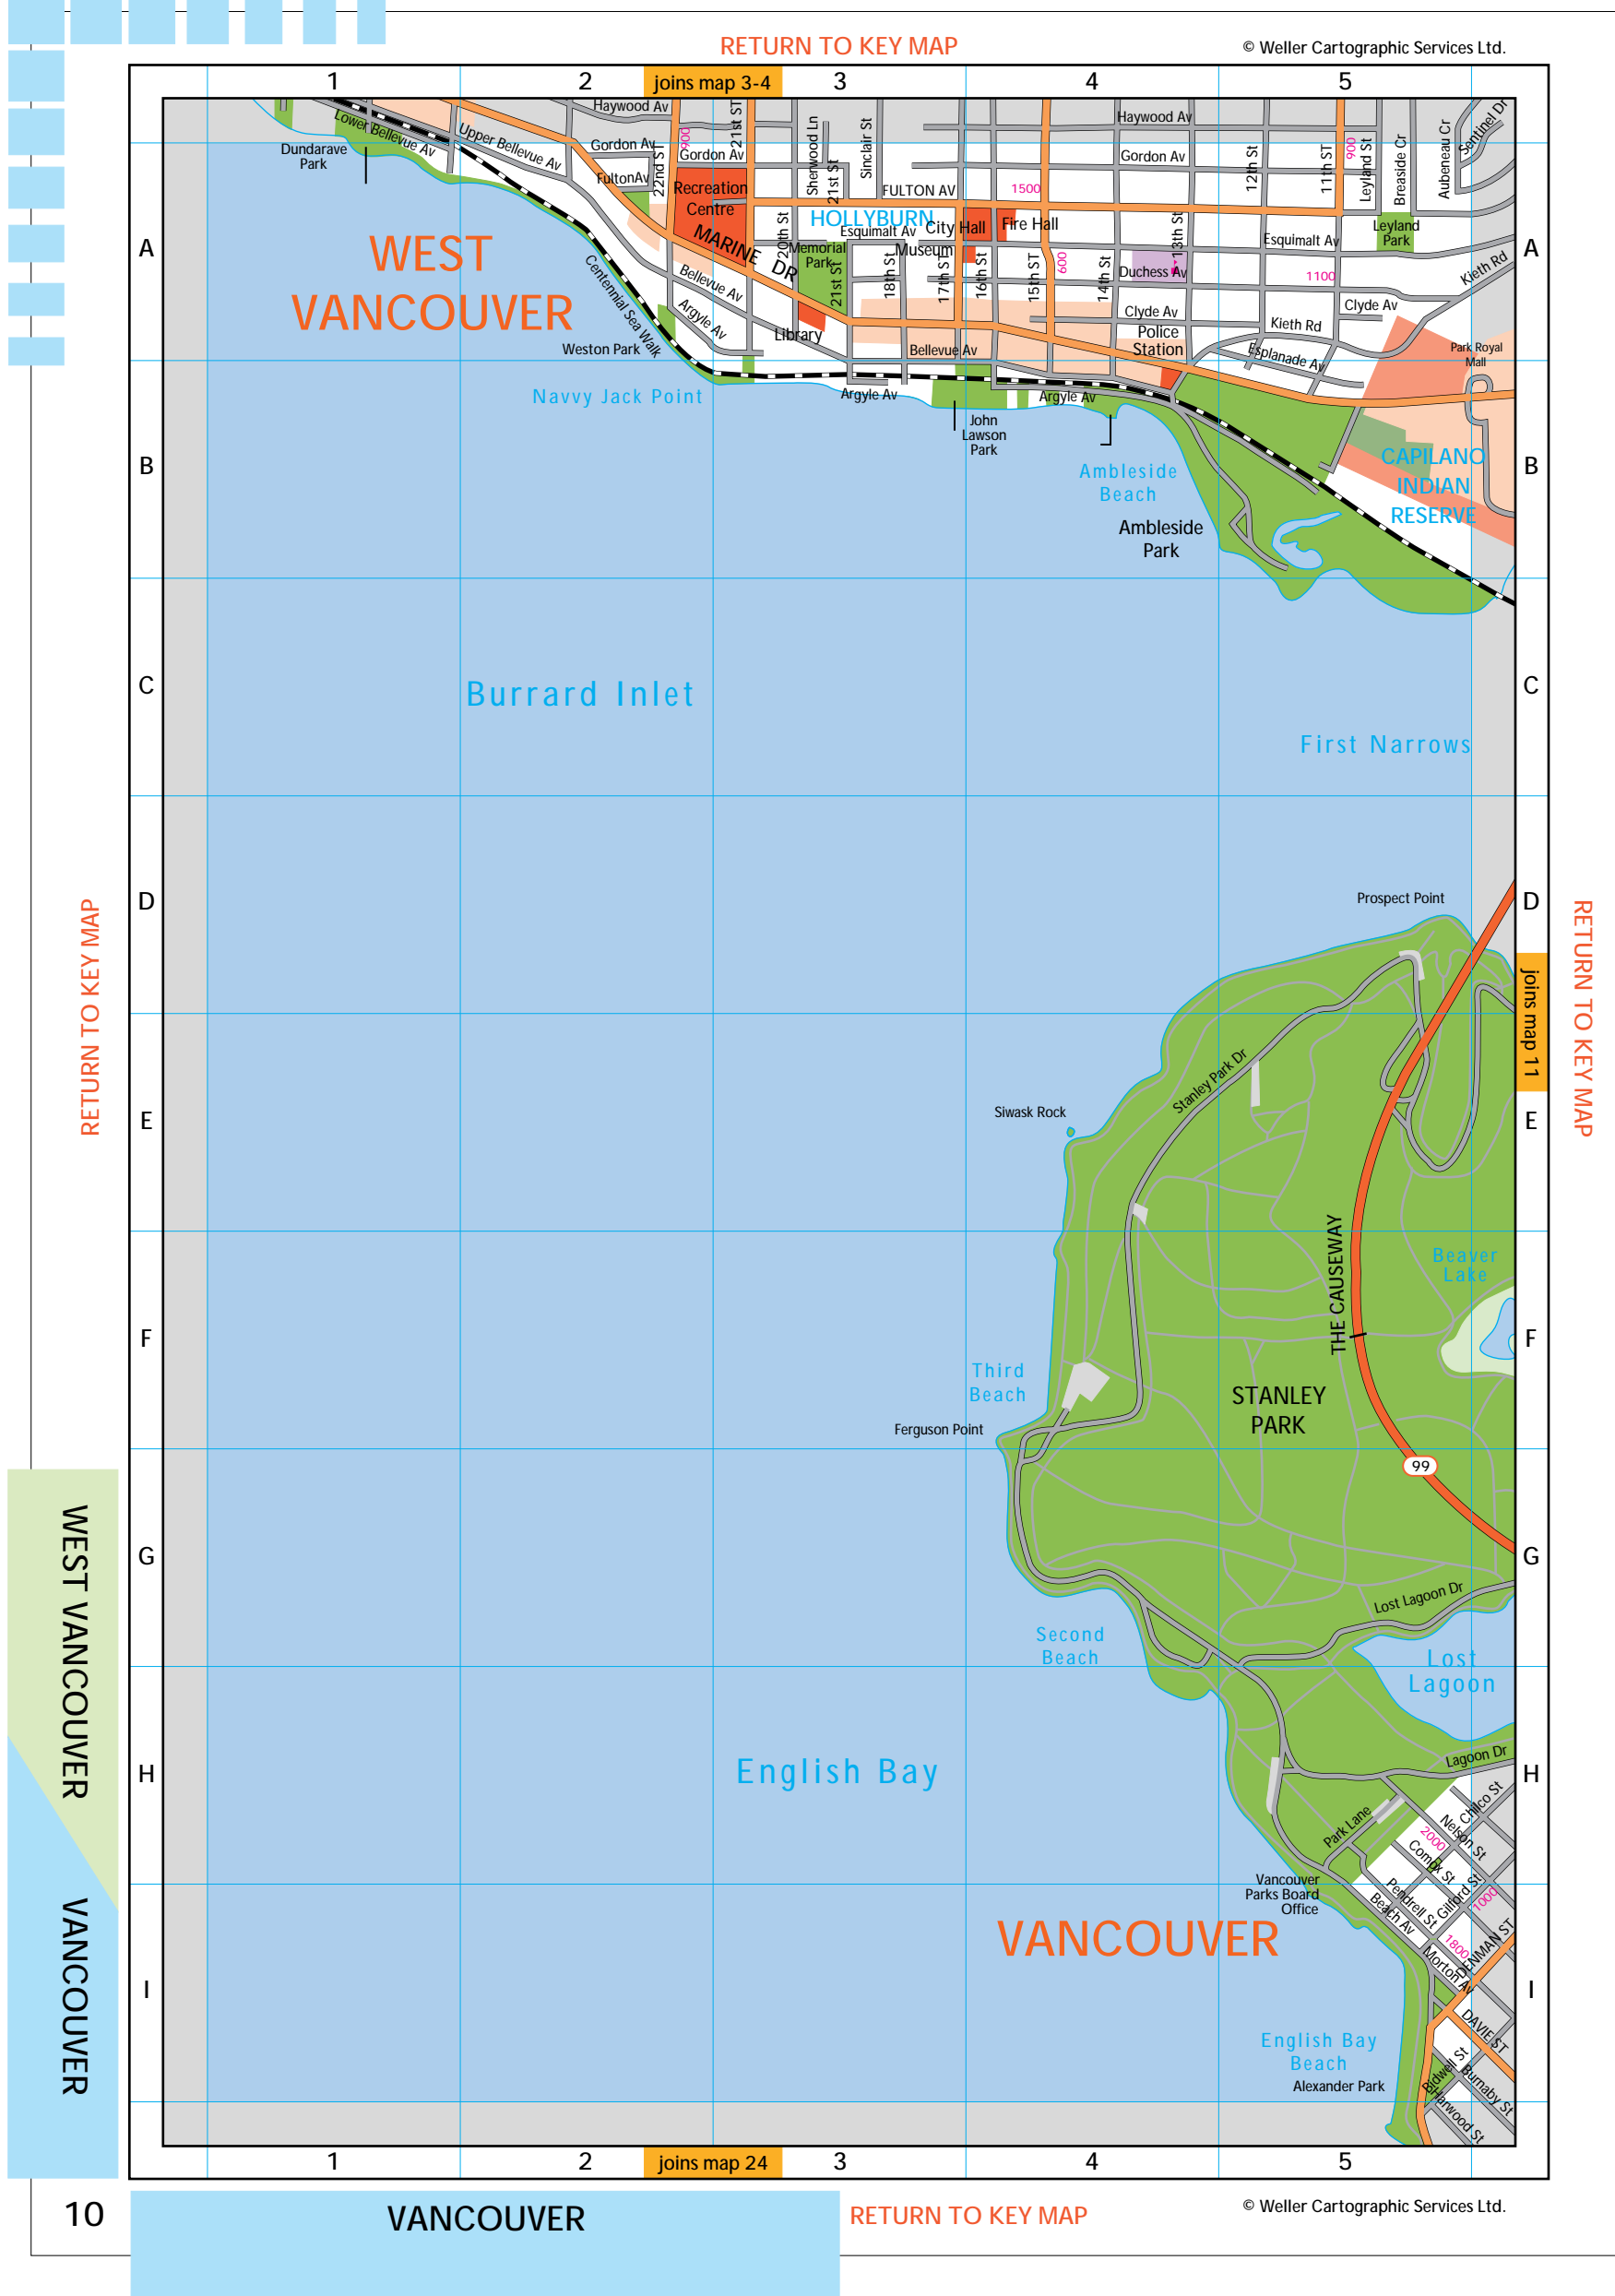 RETURN TO KEY MAP
© Weller Cartographic Services Ltd.
1
2
joins map 3-4
3
4
5
Haywood Av
21st ST
Sherwood Ln
Sinclair St
Haywood Av
Sentinel Dr
Lower Bellevue Av
Upper Bellevue Av
Dundarave
Park
Gordon Av
900
Gordon Av
Gordon Av
12th St
11th ST
900
Leyland St
Breaside Cr
Aubeneau Cr
FultonAv
22nd ST
Recreation
Centre
21st St
FULTON AV
1500
HOLLYBURN
City Hall
Fire Hall
13th St
Leyland
Park
A
WEST
VANCOUVER
MARINE DR
20th St
Esquimalt Av
Museum
Esquimalt Av
A
Memorial
Park
21st St
18th St
17th ST
16th St
15th ST
600
14th St
Duchess Av
1100
Kieth Rd
Centennial Sea Walk
Bellevue Av
Argyle Av
Clyde Av
Clyde Av
Kieth Rd
Library
Police
Station
Weston Park
Bellevue Av
Esplanade Av
Park Royal
Mall
Navvy Jack Point
Argyle Av
Argyle Av
John
Lawson
Park
B
Ambleside
Beach
CAPILANO
INDIAN
RESERVE
B
Ambleside
Park
C
Burrard Inlet
C
First Narrows
D
Prospect Point
D
RETURN TO KEY MAP
joins map 11
RETURN TO KEY MAP
Stanley Park Dr
E
Siwask Rock
E
THE CAUSEWAY
Beaver
Lake
F
F
Third
Beach
STANLEY
PARK
Ferguson Point
99
WEST VANCOUVER
G
G
Lost Lagoon Dr
Second
Beach
Lost
Lagoon
H
English Bay
Lagoon Dr
H
Chilco St
Park Lane
2000
Nelson St
Comox St
Vancouver
Parks Board
Office
Pendrell St
Gilford St
1000
Beach Av
VANCOUVER
VANCOUVER
1800
Morton Av
DENMAN ST
I
I
DAVIE ST
English Bay
Beach
Alexander Park
Bidwell St
Burnaby St
Harwood St
1
2
joins map 24
3
4
5
10
VANCOUVER
RETURN TO KEY MAP
© Weller Cartographic Services Ltd.